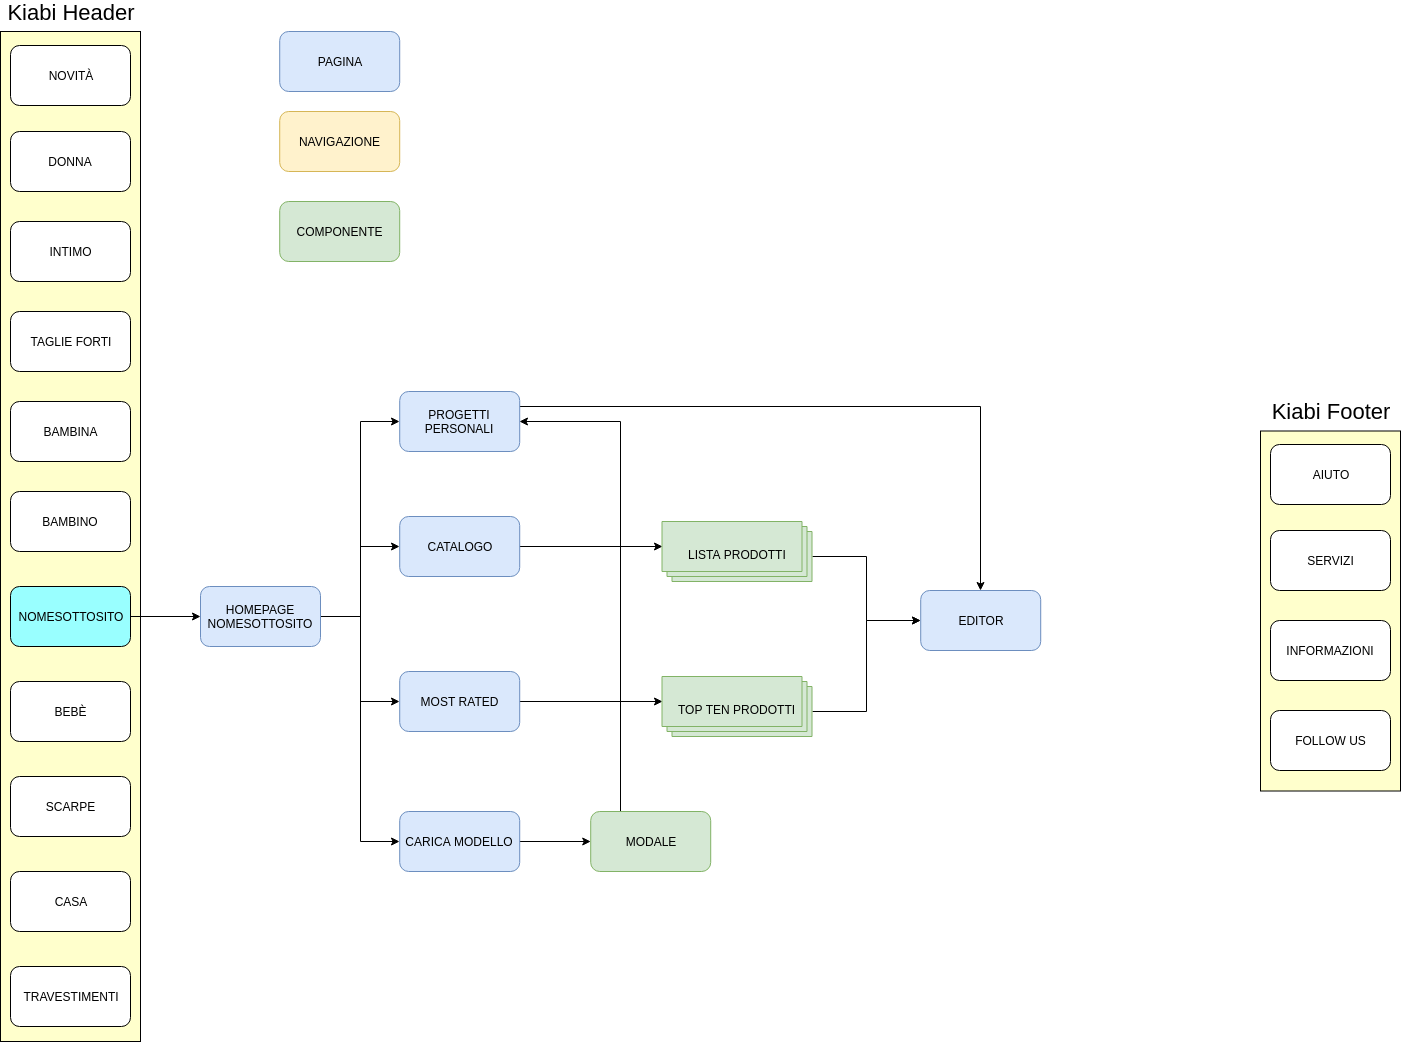 Kiabi Header
NOVITÀ
DONNA
INTIMO
TAGLIE FORTI
BAMBINA
BAMBINO
NOMESOTTOSITO
BEBÈ
SCARPE
CASA
TRAVESTIMENTI
PAGINA
NAVIGAZIONE
COMPONENTE
HOMEPAGE
NOMESOTTOSITO
PROGETTI
PERSONALI
CATALOGO
MOST RATED
CARICA MODELLO
LISTA PRODOTTI
TOP TEN PRODOTTI
MODALE
EDITOR
Kiabi Footer
AIUTO
SERVIZI
INFORMAZIONI
FOLLOW US